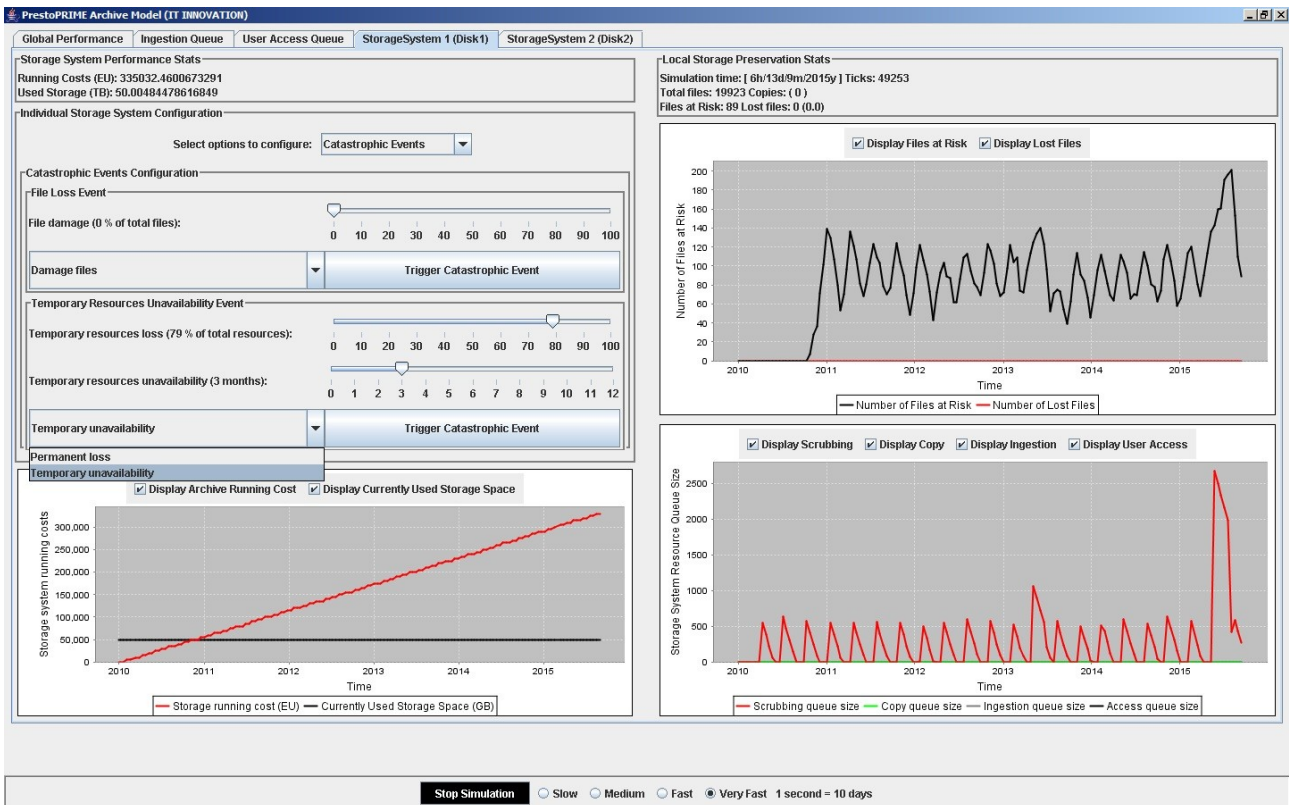 PrestoPRIME Archive Model (IT INNOVATION)
Global Performance Ingestion Queue User Access Queue StorageSystem 1 (Disk1) StorageSystem 2 (Disk2)
Storage System Performance Stats
Running Costs (EU): 335032.4600673291
Used Storage (TB): 50.00484478616849
Individual Storage System Configuration
Select options to configure: Catastrophic Events
Catastrophic Events Configuration
File Loss Event
File damage (0 % of total files):
0 10 20 30 40 50 60 70 80 90 100
Damage files Trigger Catastrophic Event
Temporary Resources Unavailability Event
Temporary resources loss (79 % of total resources):
0 10 20 30 40 50 60 70 80 90 100
Temporary resources unavailability (3 months):
0 1 2 3 4 5 6 7 8 9 10 11 12
Temporary unavailability Trigger Catastrophic Event
Permanent loss
Temporary unavailability
Display Archive Running Cost Display Currently Used Storage Space
Storage system running costs
300,000
250,000
200,000
150,000
100,000
50,000
0
2010 2011 2012 2013 2014 2015
Time
Storage running cost (EU) Currently Used Storage Space (GB)
Local Storage Preservation Stats
Simulation time: [ 6h/13d/9m/2015y ] Ticks: 49253
Total files: 19923 Copies: ( 0 )
Files at Risk: 89 Lost files: 0 (0.0)
Display Files at Risk Display Lost Files
Number of Files at Risk
200
180
160
140
120
100
80
60
40
20
0
2010 2011 2012 2013 2014 2015
Time
Number of Files at Risk Number of Lost Files
Display Scrubbing Display Copy Display Ingestion Display User Access
Storage System Resource Queue Size
2500
2000
1500
1000
500
0
2010 2011 2012 2013 2014 2015
Time
Scrubbing queue size Copy queue size Ingestion queue size Access queue size
Stop Simulation Slow Medium Fast Very Fast 1 second = 10 days